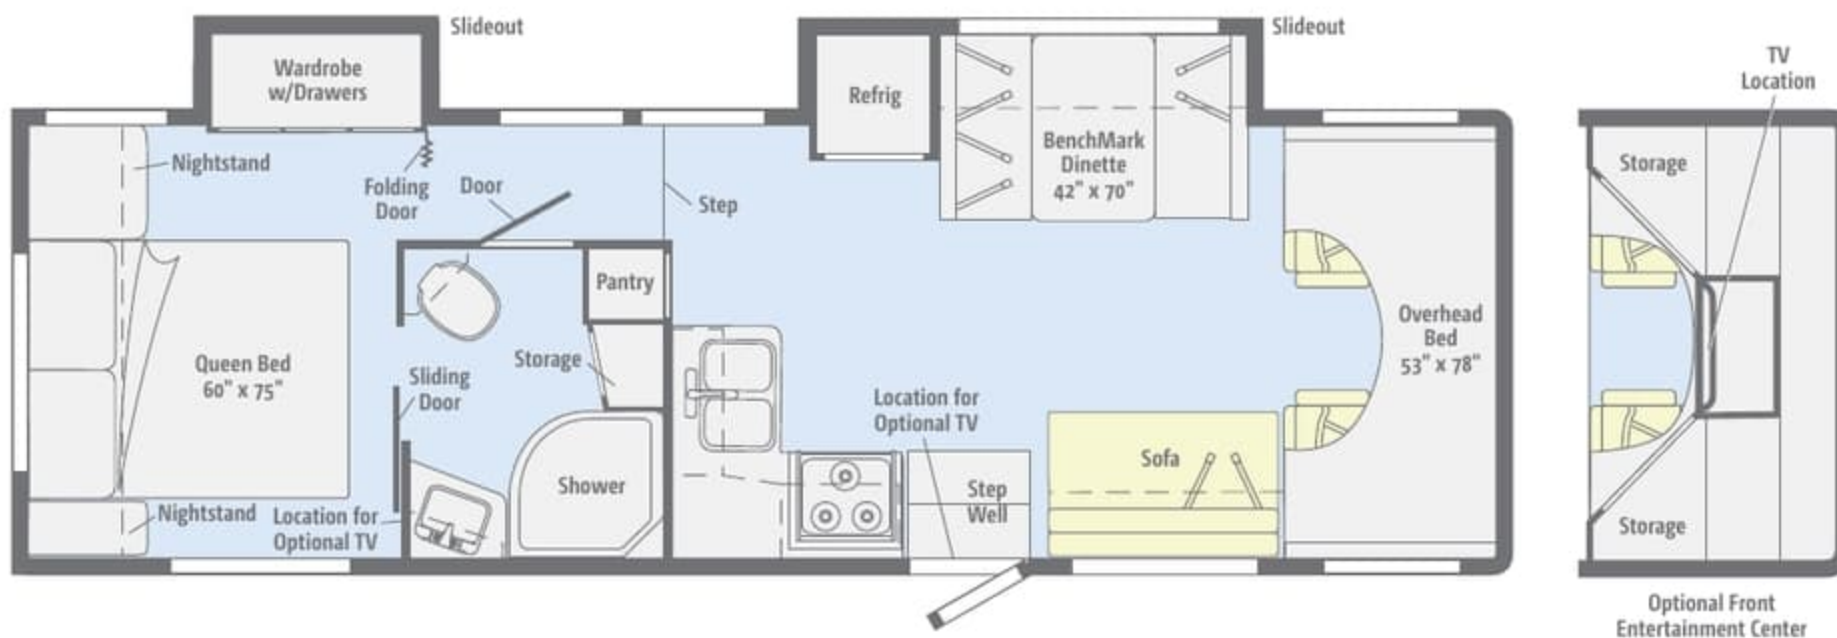 Slideout
Slideout
Wardrobe
w/Drawers
Refrig
TV
Location
BenchMark
Dinette
42" x 70"
Nightstand
Folding
Door
Door
Step
Storage
Pantry
Overhead
Bed
53" x 78"
Queen Bed
60" x 75"
Storage
Sliding
Door
Location for
Optional TV
Sofa
Shower
Step
Well
Nightstand
Location for
Optional TV
Storage
Optional Front
Entertainment Center